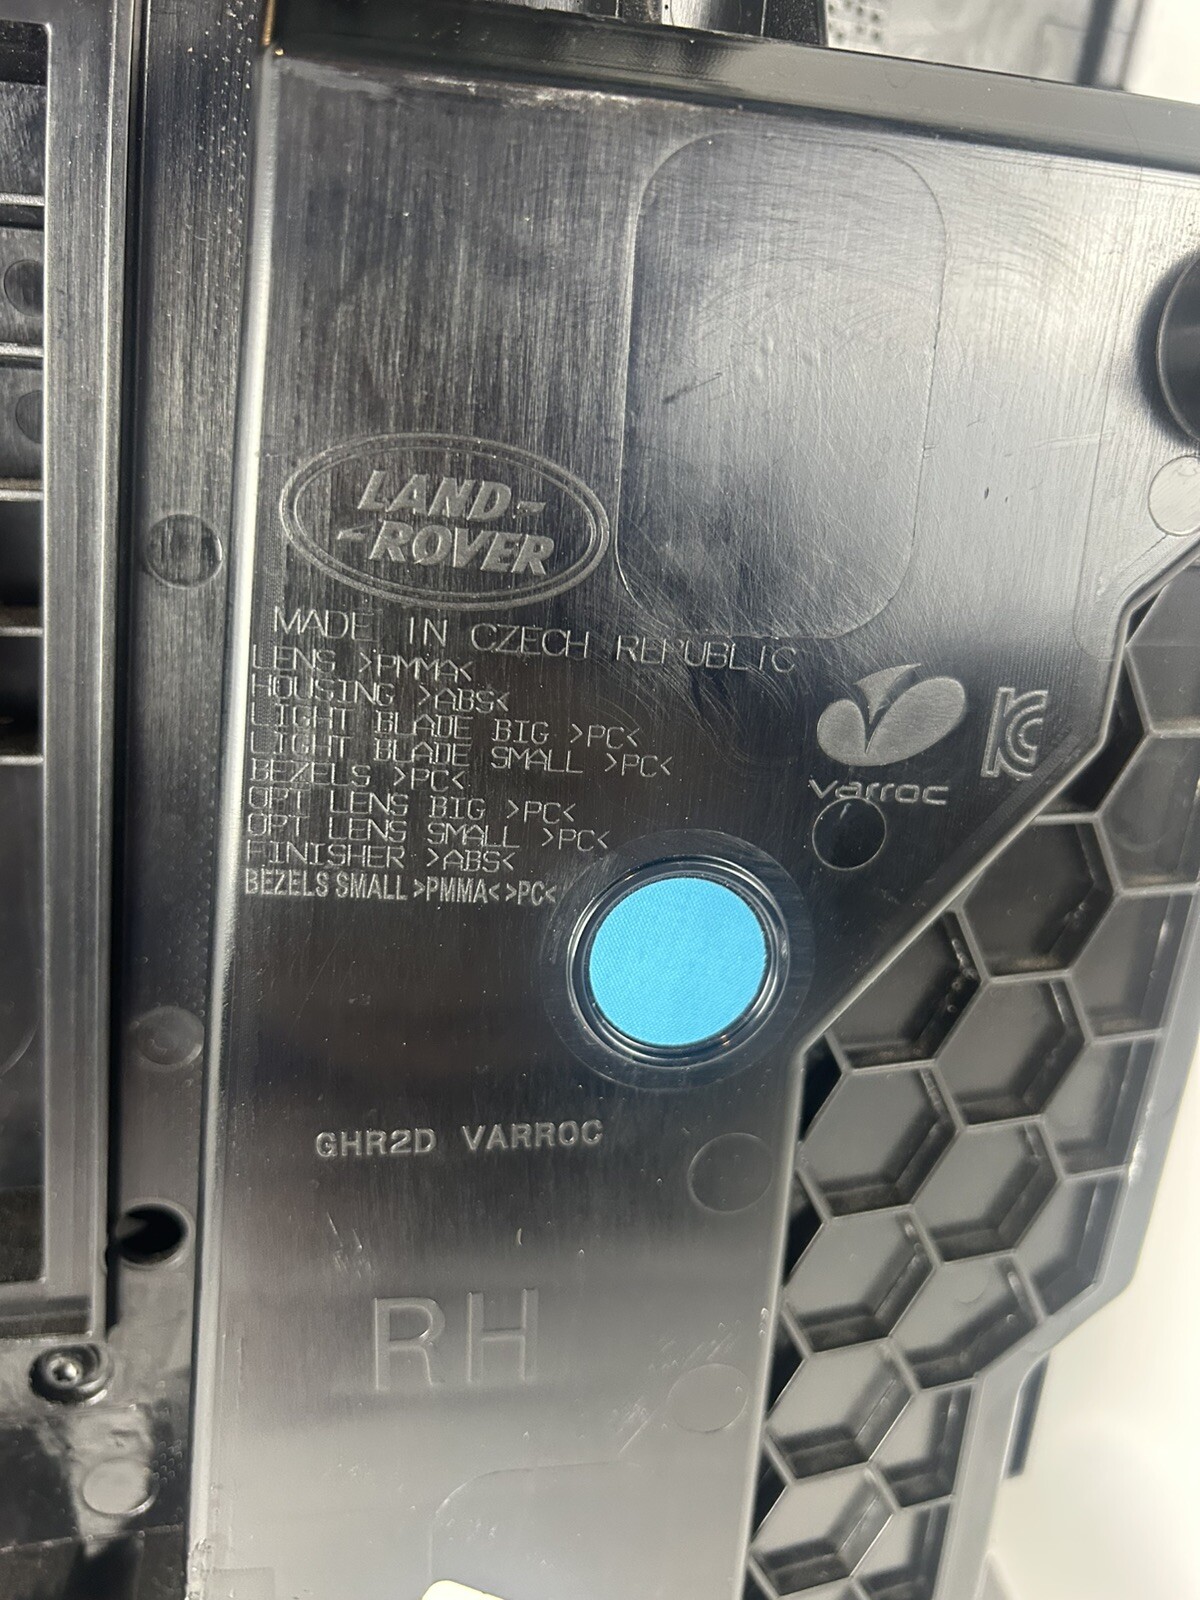 LAND-
-ROVER
MADE IN CZECH REPUBLIC
LENS >PMMA<
HOUSING >ABS<
LIGHT BLADE BIG >PC<
LIGHT BLADE SMALL >PC<
BEZELS >PC<
OPT LENS BIG >PC<
OPT LENS SMALL >PC<
FINISHER >ABS<
BEZELS SMALL >PMMA< >PC<
varroc
KC
GHR2D VARROC
RH